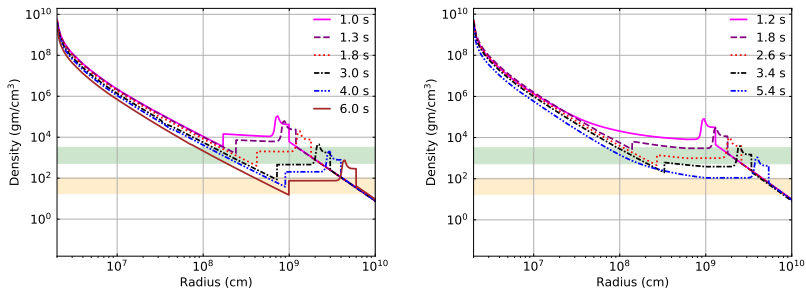 10^10
10^8
10^6
10^4
10^2
10^0
Density (gm/cm^3)
10^7
10^8
10^9
10^10
Radius (cm)
1.0 s
1.3 s
1.8 s
3.0 s
4.0 s
6.0 s
10^10
10^8
10^6
10^4
10^2
10^0
Density (gm/cm^3)
10^7
10^8
10^9
10^10
Radius (cm)
1.2 s
1.8 s
2.6 s
3.4 s
5.4 s